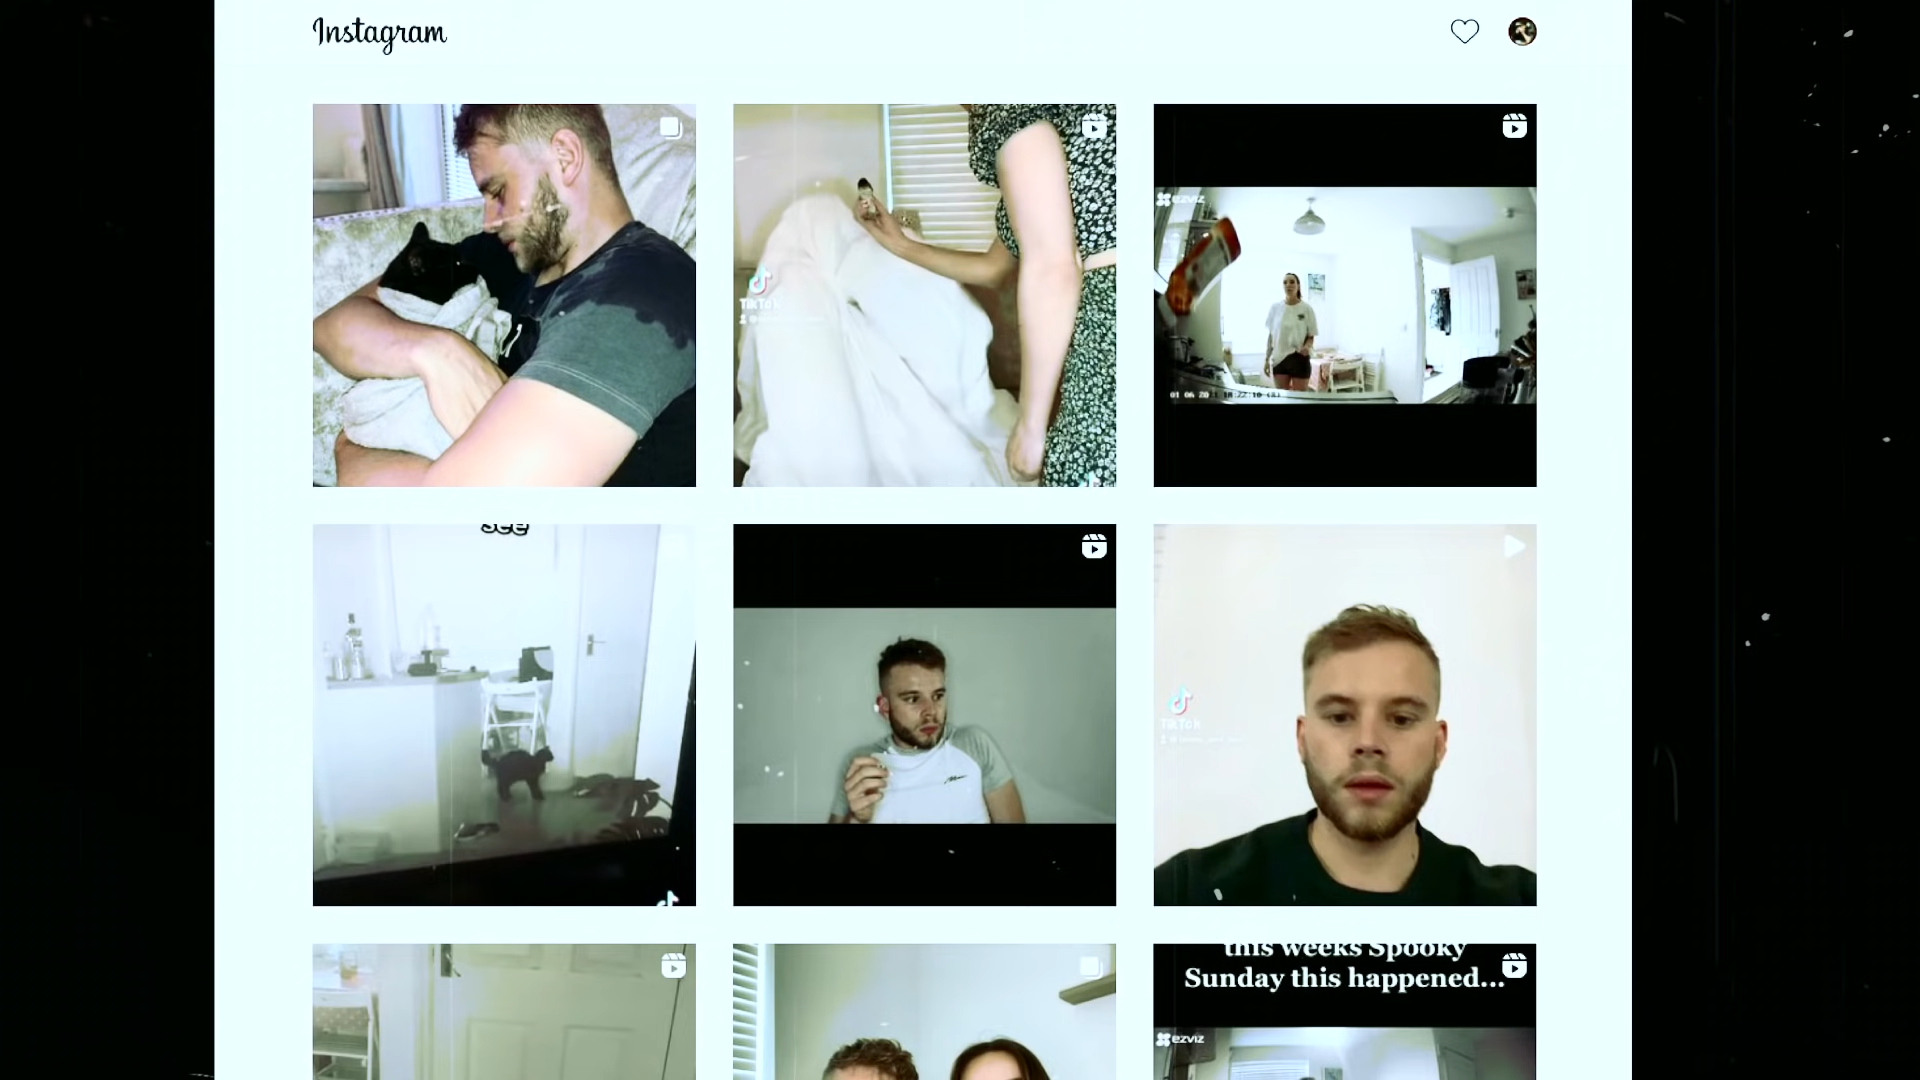 Instagram
TikTok
ezviz
see
TikTok
this weeks Spooky
Sunday this happened...
ezviz